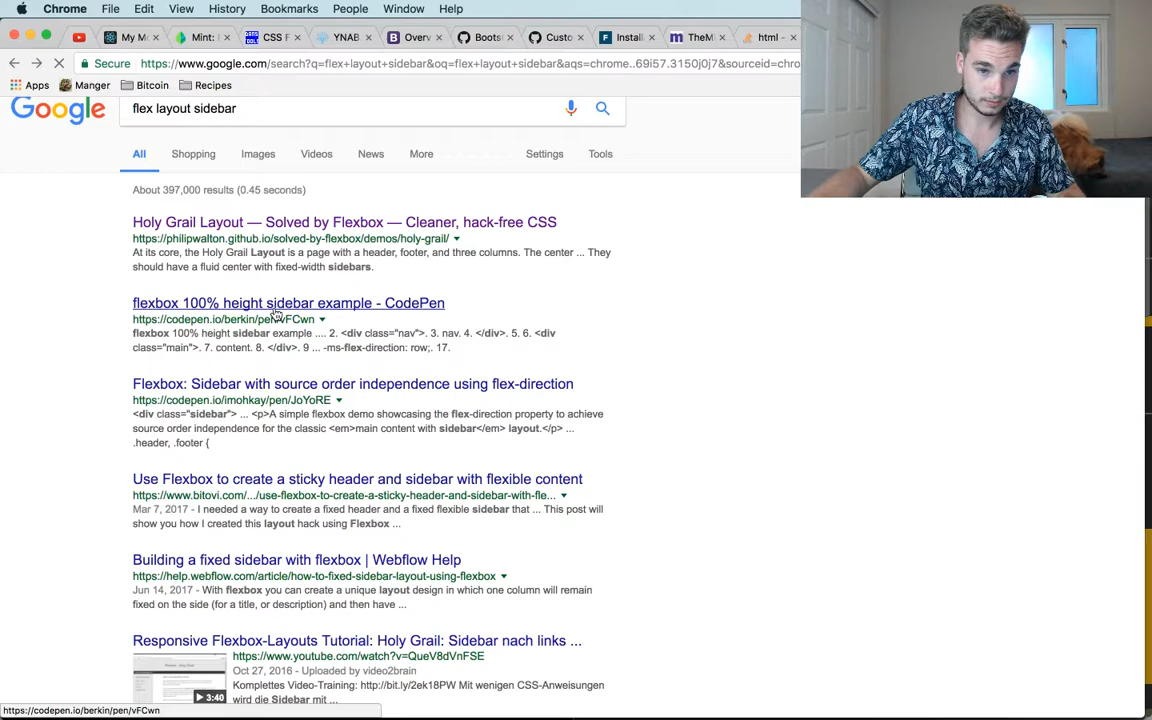 Chrome File Edit View History Bookmarks People Window Help
My Mo Mint: CSS F YNAB Overv Boots Custo Install TheM html -
Secure https://www.google.com/search?q=flex+layout+sidebar&oq=flex+layout+sidebar&aqs=chrome..69i57.3150j0j7&sourceid=chro
Apps Manger Bitcoin Recipes
Google flex layout sidebar
All Shopping Images Videos News More Settings Tools
About 397,000 results (0.45 seconds)
Holy Grail Layout — Solved by Flexbox — Cleaner, hack-free CSS
https://philipwalton.github.io/solved-by-flexbox/demos/holy-grail/
At its core, the Holy Grail Layout is a page with a header, footer, and three columns. The center ... They
should have a fluid center with fixed-width sidebars.
flexbox 100% height sidebar example - CodePen
https://codepen.io/berkin/pen/vFCwn
flexbox 100% height sidebar example .... 2. <div class="nav">. 3. nav. 4. </div>. 5. 6. <div
class="main">. 7. content. 8. </div>. 9 ... -ms-flex-direction: row;. 17.
Flexbox: Sidebar with source order independence using flex-direction
https://codepen.io/imohkay/pen/JoYoRE
<div class="sidebar"> ... <p>A simple flexbox demo showcasing the flex-direction property to achieve
source order independence for the classic <em>main content with sidebar</em> layout.</p> ...
.header, .footer {
Use Flexbox to create a sticky header and sidebar with flexible content
https://www.bitovi.com/.../use-flexbox-to-create-a-sticky-header-and-sidebar-with-fle...
Mar 7, 2017 - I needed a way to create a fixed header and a fixed flexible sidebar that ... This post will
show you how I created this layout hack using Flexbox ...
Building a fixed sidebar with flexbox | Webflow Help
https://help.webflow.com/article/how-to-fixed-sidebar-layout-using-flexbox
Jun 14, 2017 - With flexbox you can create a unique layout design in which one column will remain
fixed on the side (for a title, or description) and then have ...
Responsive Flexbox-Layouts Tutorial: Holy Grail: Sidebar nach links ...
https://www.youtube.com/watch?v=QueV8dVnFSE
Oct 27, 2016 - Uploaded by video2brain
Komplettes Video-Training: http://bit.ly/2ek18PW Mit wenigen CSS-Anweisungen
3:40 wird die Sidebar mit ...
https://codepen.io/berkin/pen/vFCwn